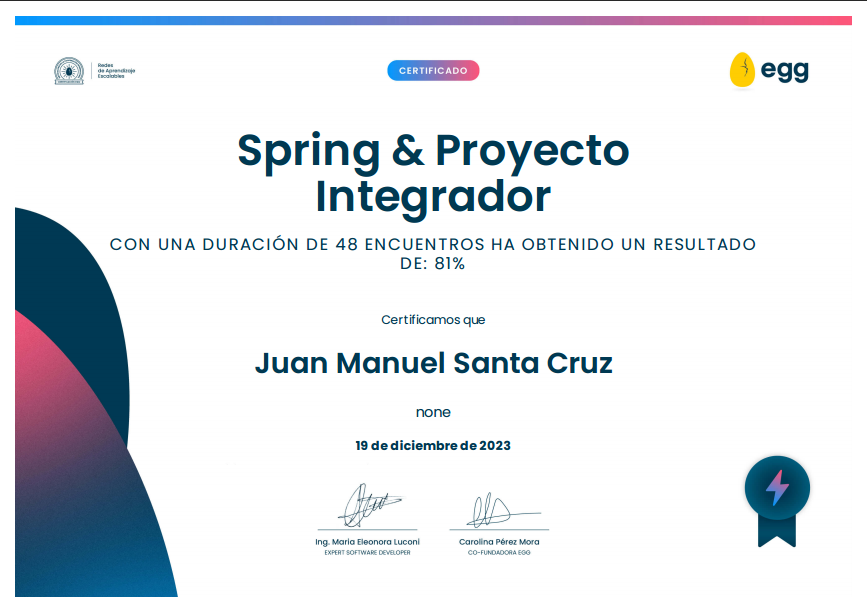 Redes
de Aprendizaje
Escalables
CERTIFICADO
egg
Spring & Proyecto
Integrador
CON UNA DURACIÓN DE 48 ENCUENTROS HA OBTENIDO UN RESULTADO
DE: 81%
Certificamos que
Juan Manuel Santa Cruz
none
19 de diciembre de 2023
Ing. Maria Eleonora Luconi
EXPERT SOFTWARE DEVELOPER
Carolina Pérez Mora
CO-FUNDADORA EGG